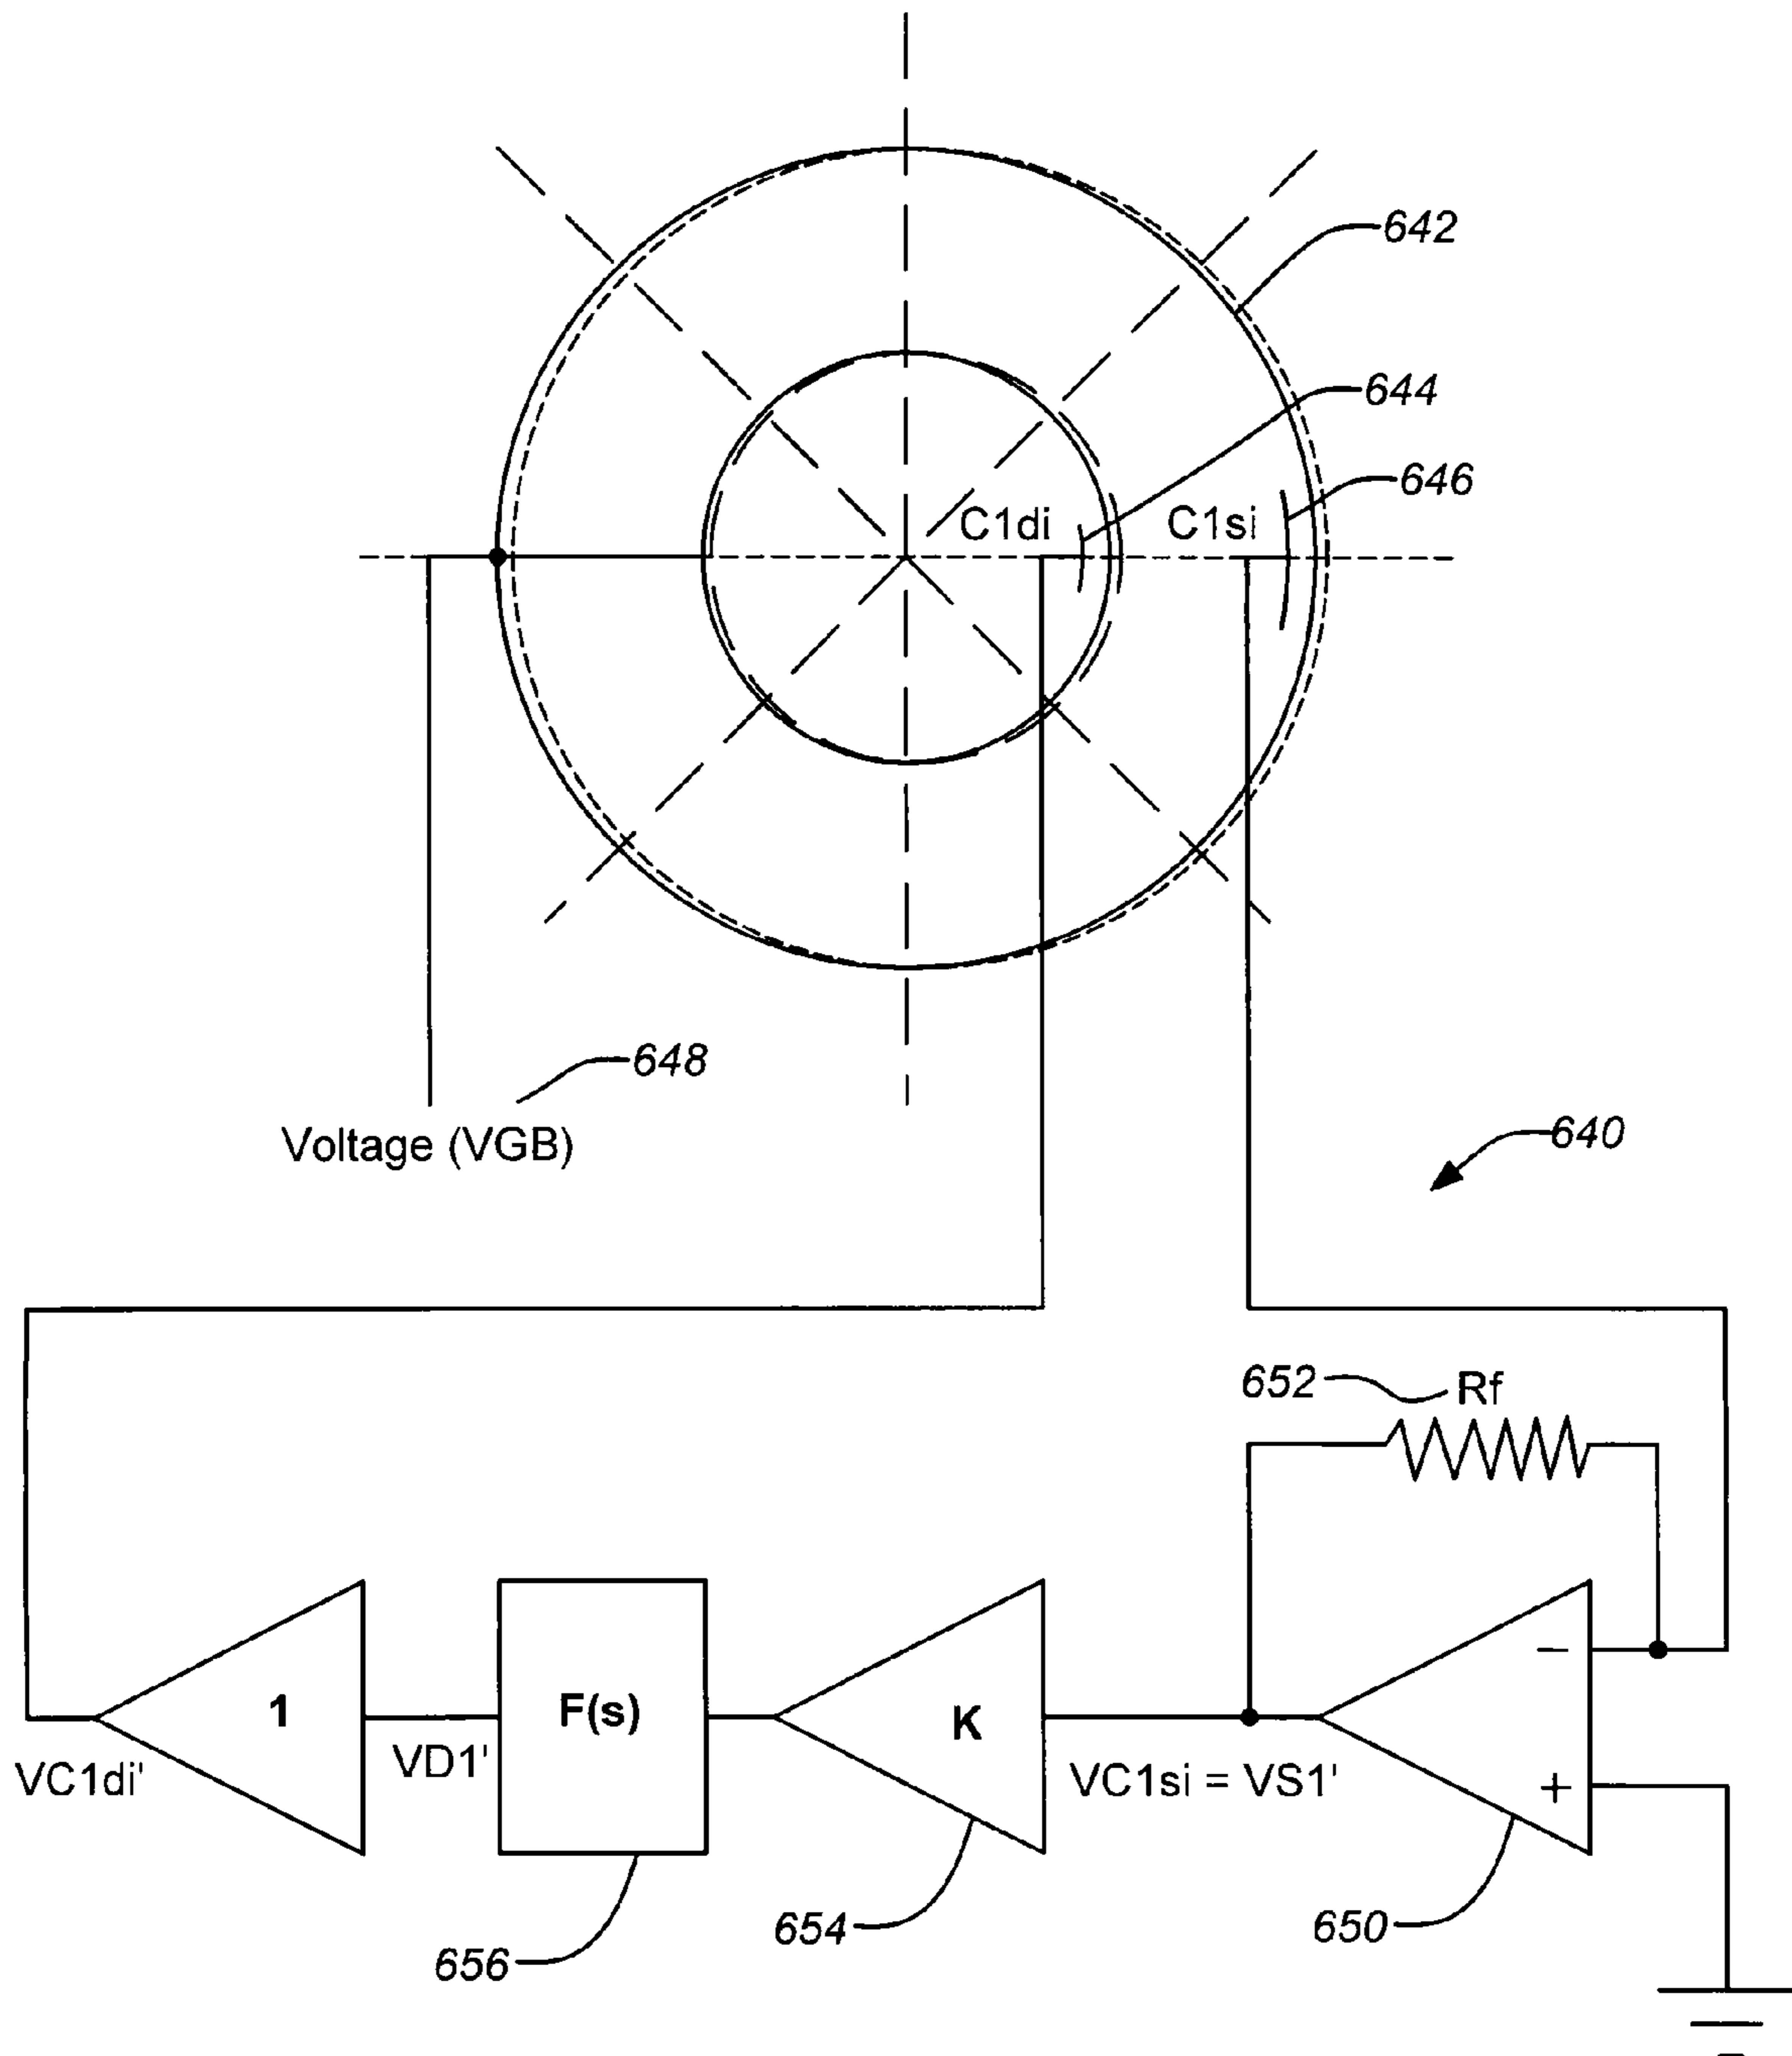 642
644
646
C1di
C1si
648
Voltage (VGB)
640
652
Rf
−
1
F(s)
K
VD1'
VC1di'
VC1si = VS1'
+
654
650
656